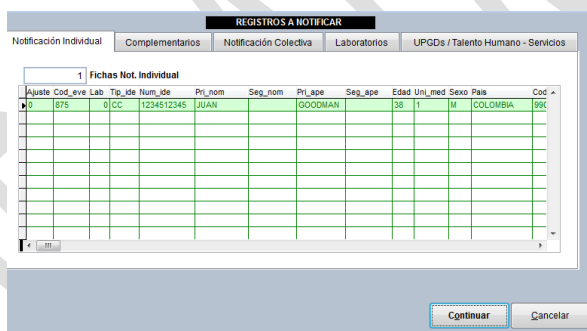 REGISTROS A NOTIFICAR
Notificación Individual Complementarios Notificación Colectiva Laboratorios UPGDs / Talento Humano - Servicios
1 Fichas Not. Individual
Ajuste Cod_eve Lab Tip_ide Num_ide Pri_nom Seg_nom Pri_ape Seg_ape Edad Uni_med Sexo Pais Cod
0 875 0 CC 1234512345 JUAN GOODMAN 38 1 M COLOMBIA 990
Continuar Cancelar